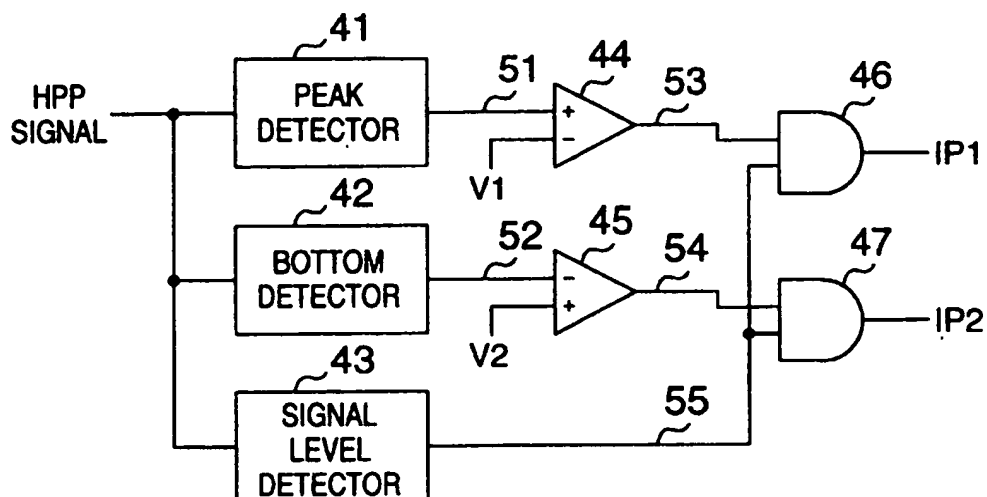 41
HPP
SIGNAL
PEAK
DETECTOR
51
44
+
−
V1
53
46
IP1
42
BOTTOM
DETECTOR
52
45
−
+
V2
54
47
IP2
43
SIGNAL
LEVEL
DETECTOR
55